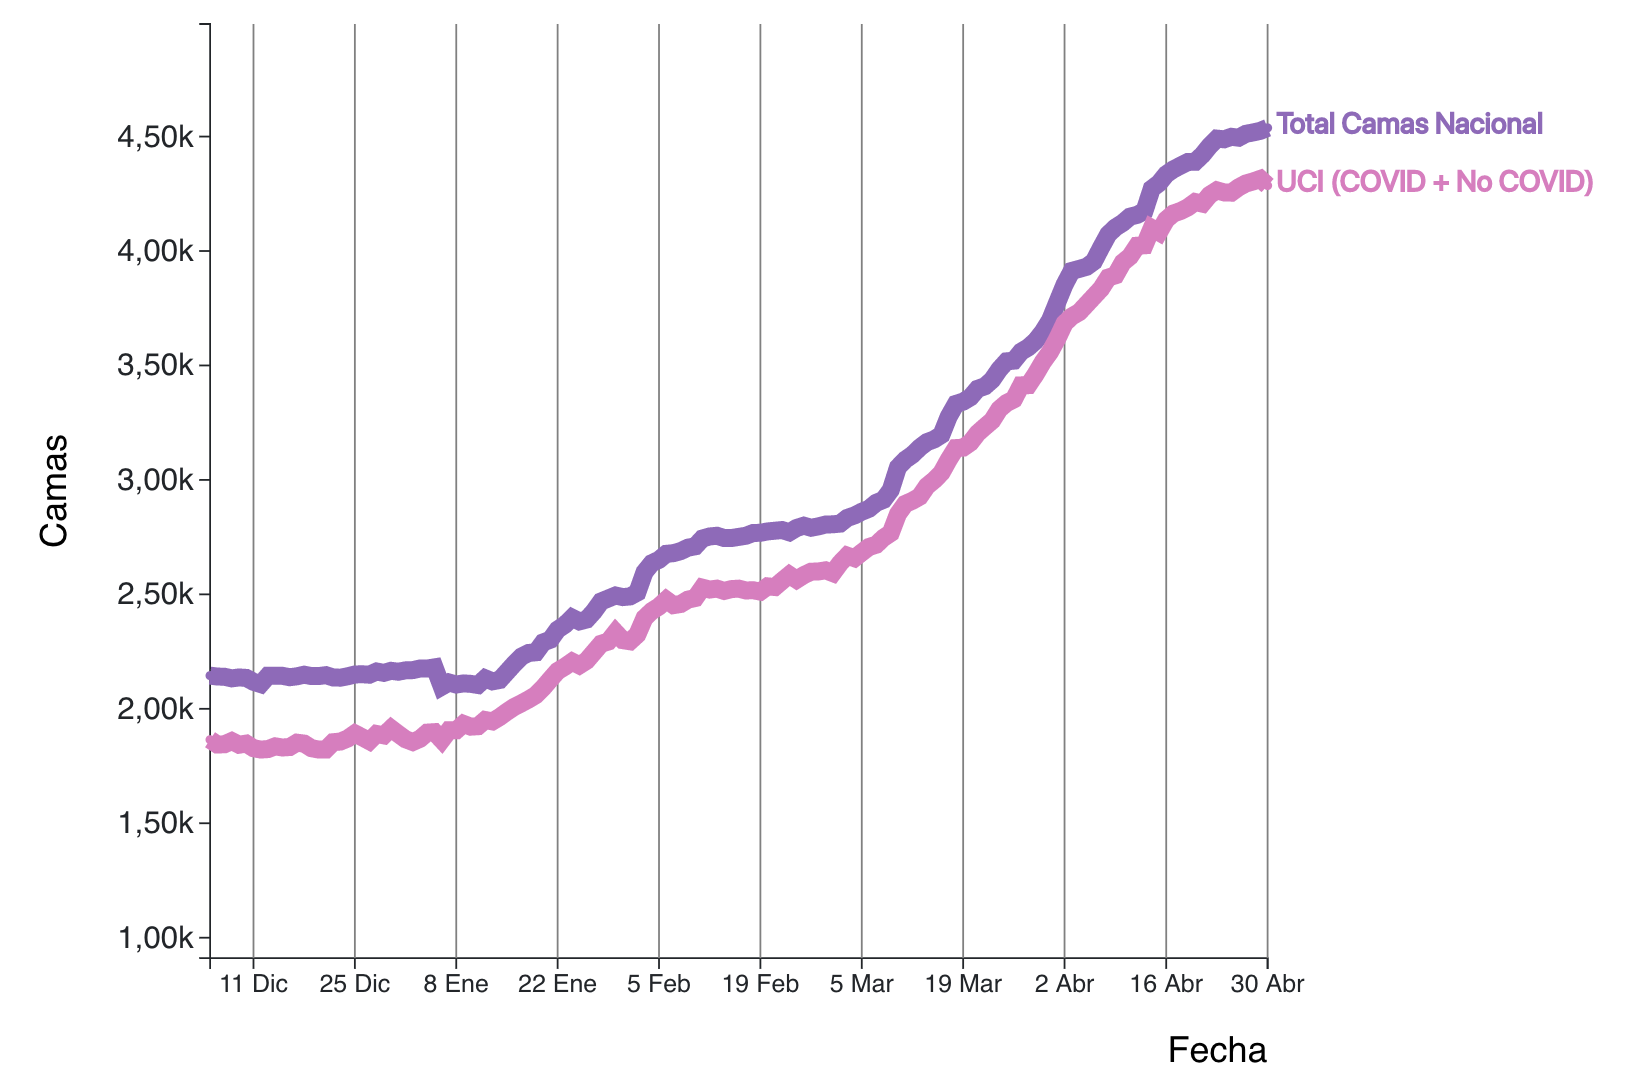 4,50k
4,00k
3,50k
3,00k
2,50k
2,00k
1,50k
1,00k
Camas
Total Camas Nacional
UCI (COVID + No COVID)
11 Dic 25 Dic 8 Ene 22 Ene 5 Feb 19 Feb 5 Mar 19 Mar 2 Abr 16 Abr 30 Abr
Fecha